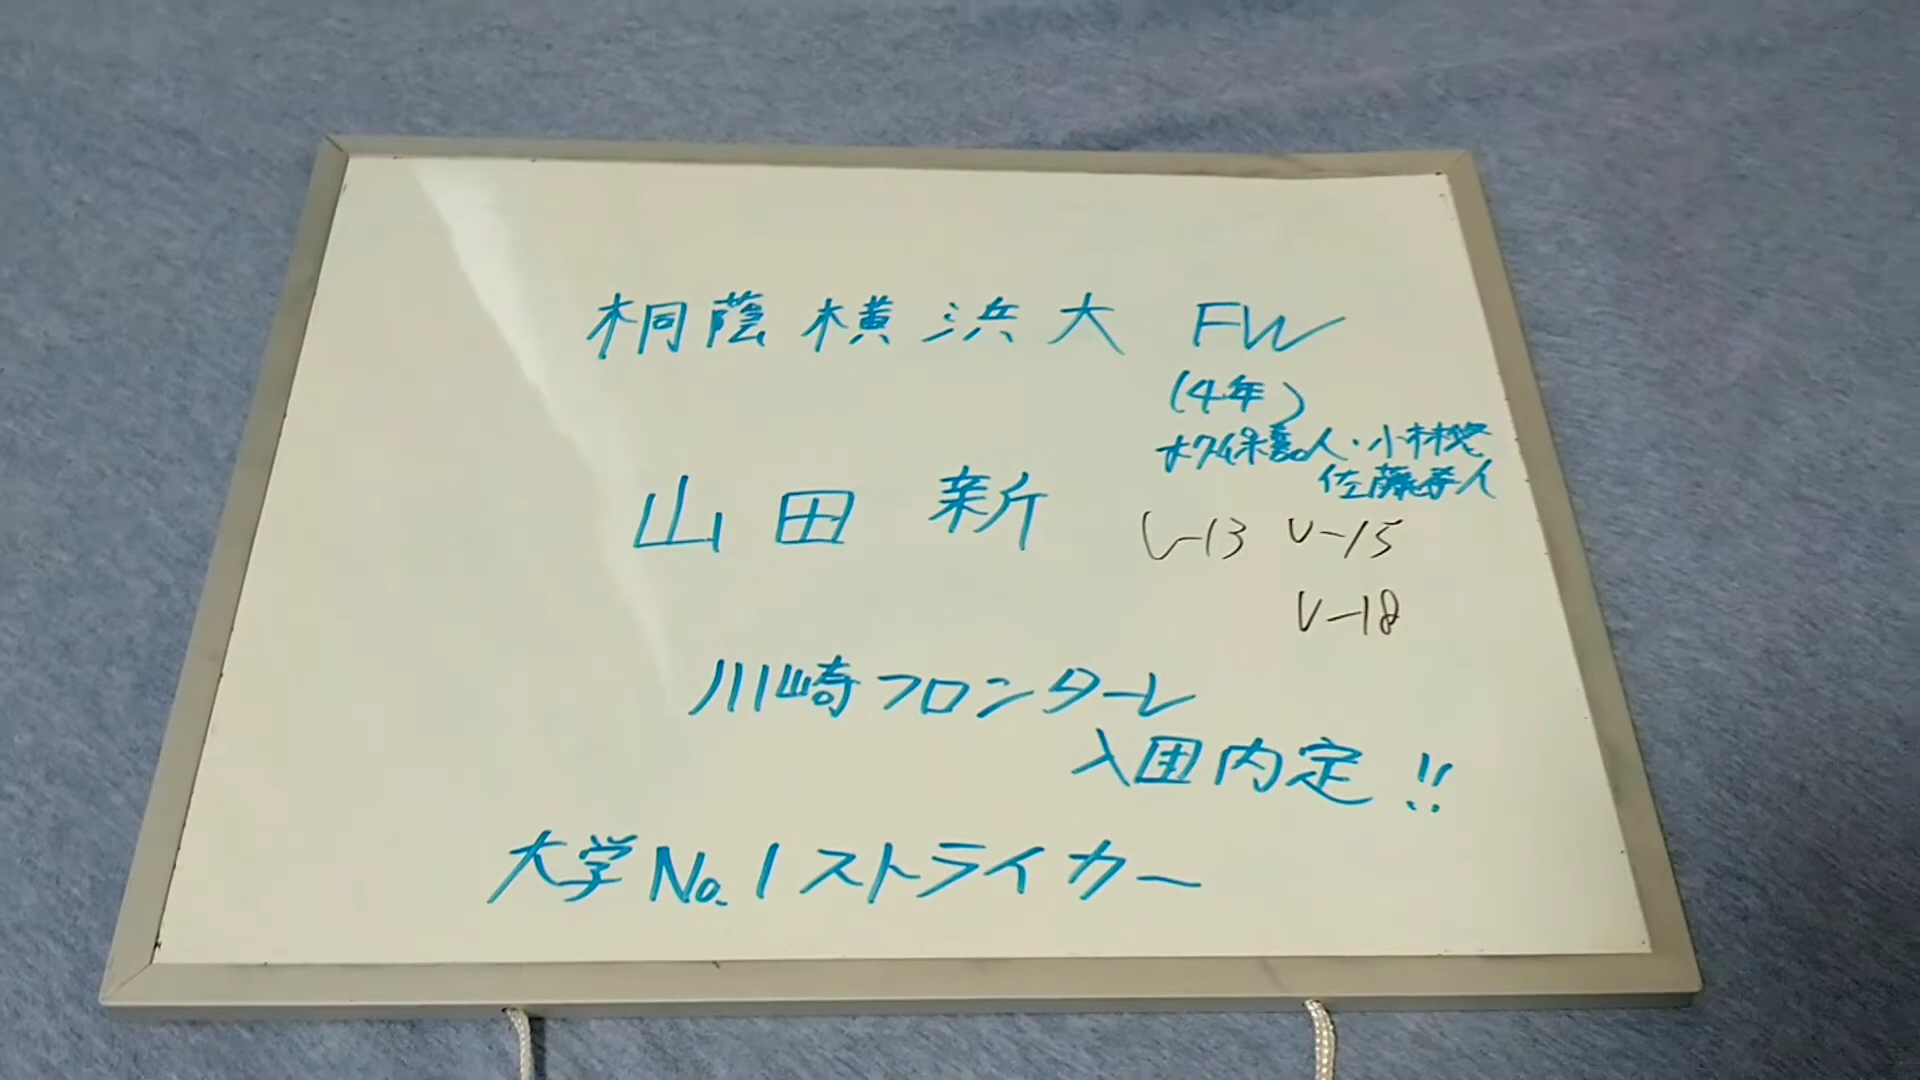 桐蔭横浜大 FW
(4年)
大久保嘉人・小林悠
佐藤寿人
山田 新
U-13 U-15
U-18
川崎フロンターレ
入団内定!!
大学No.1ストライカー